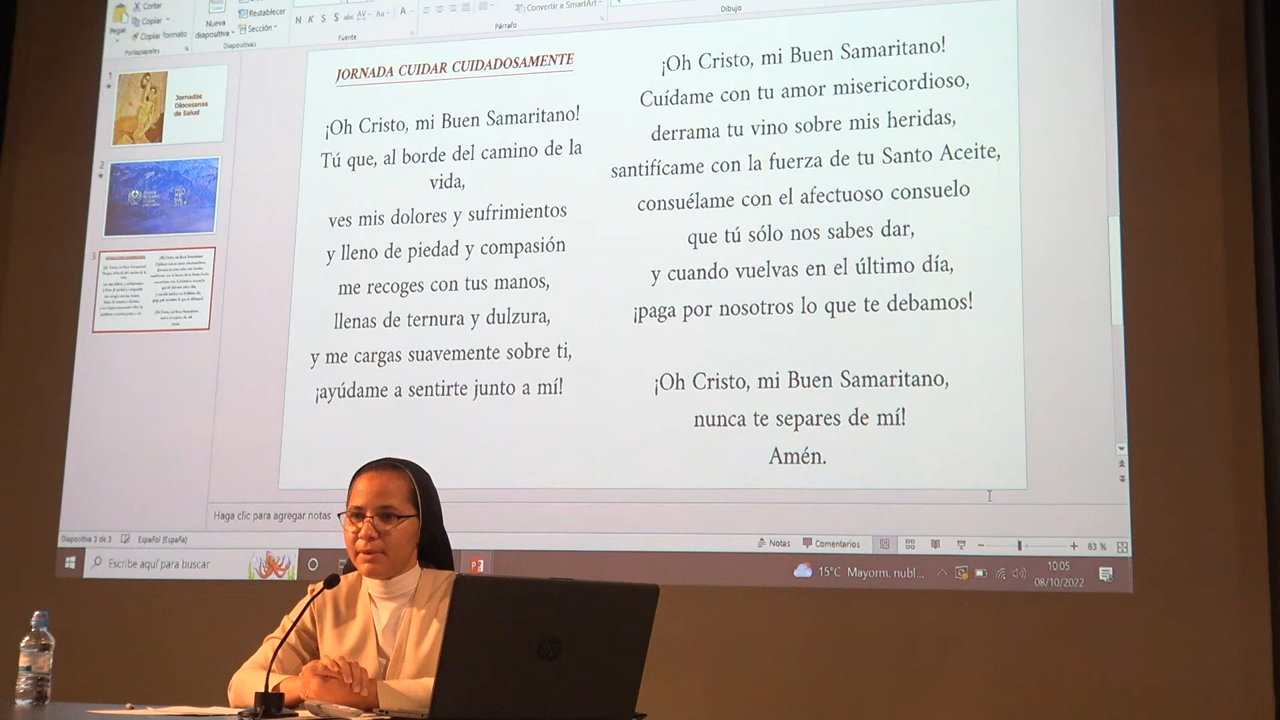 Cortar
Copiar
Copiar formato
Pegar
Portapapeles
Nueva
diapositiva
Restablecer
Sección
Diapositivas
N K S S abc AV Aa A
Fuente
Párrafo
Convertir a SmartArt
Dibujo
1
Jornadas
Diocesanas
de Salud
2
3
JORNADA CUIDAR CUIDADOSAMENTE
¡Oh Cristo, mi Buen Samaritano!
Tú que, al borde del camino de la
vida,
ves mis dolores y sufrimientos
y lleno de piedad y compasión
me recoges con tus manos,
llenas de ternura y dulzura,
y me cargas suavemente sobre ti,
¡ayúdame a sentirte junto a mí!
¡Oh Cristo, mi Buen Samaritano!
Cuídame con tu amor misericordioso,
derrama tu vino sobre mis heridas,
santifícame con la fuerza de tu Santo Aceite,
consuélame con el afectuoso consuelo
que tú sólo nos sabes dar,
y cuando vuelvas en el último día,
¡paga por nosotros lo que te debamos!
¡Oh Cristo, mi Buen Samaritano,
nunca te separes de mí!
Amén.
Haga clic para agregar notas
Diapositiva 3 de 3 Español (España)
Notas Comentarios 83 %
Escribe aquí para buscar
15°C Mayorm. nubl...
10:05
08/10/2022
hp